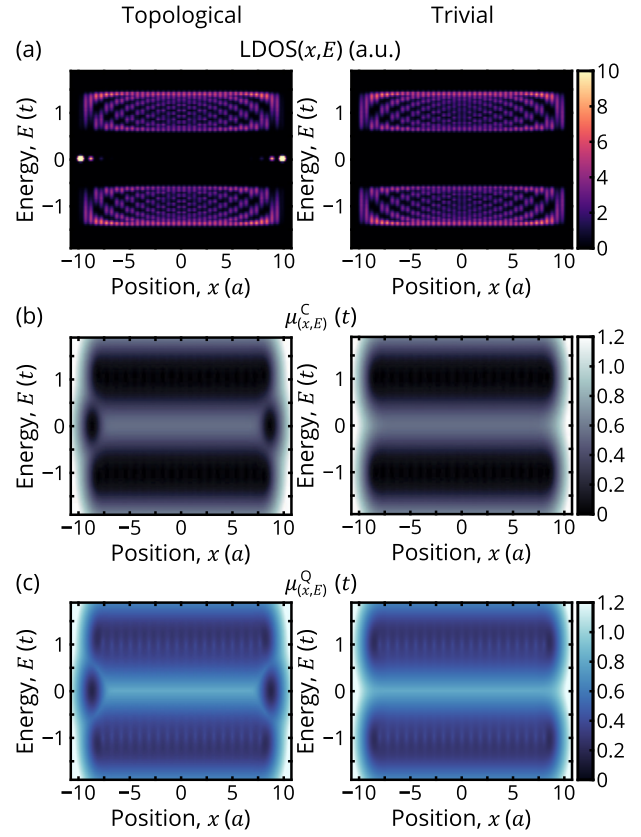 Topological Trivial
(a) LDOS(x,E) (a.u.)
Energy, E (t)
1
0
−1
−10 −5 0 5 10
Position, x (a)
Energy, E (t)
1
0
−1
−10 −5 0 5 10
Position, x (a)
10
8
6
4
2
0
(b) μ^C_(x,E) (t)
Energy, E (t)
1
0
−1
−10 −5 0 5 10
Position, x (a)
Energy, E (t)
1
0
−1
−10 −5 0 5 10
Position, x (a)
1.2
1.0
0.8
0.6
0.4
0.2
0
(c) μ^Q_(x,E) (t)
Energy, E (t)
1
0
−1
−10 −5 0 5 10
Position, x (a)
Energy, E (t)
1
0
−1
−10 −5 0 5 10
Position, x (a)
1.2
1.0
0.8
0.6
0.4
0.2
0